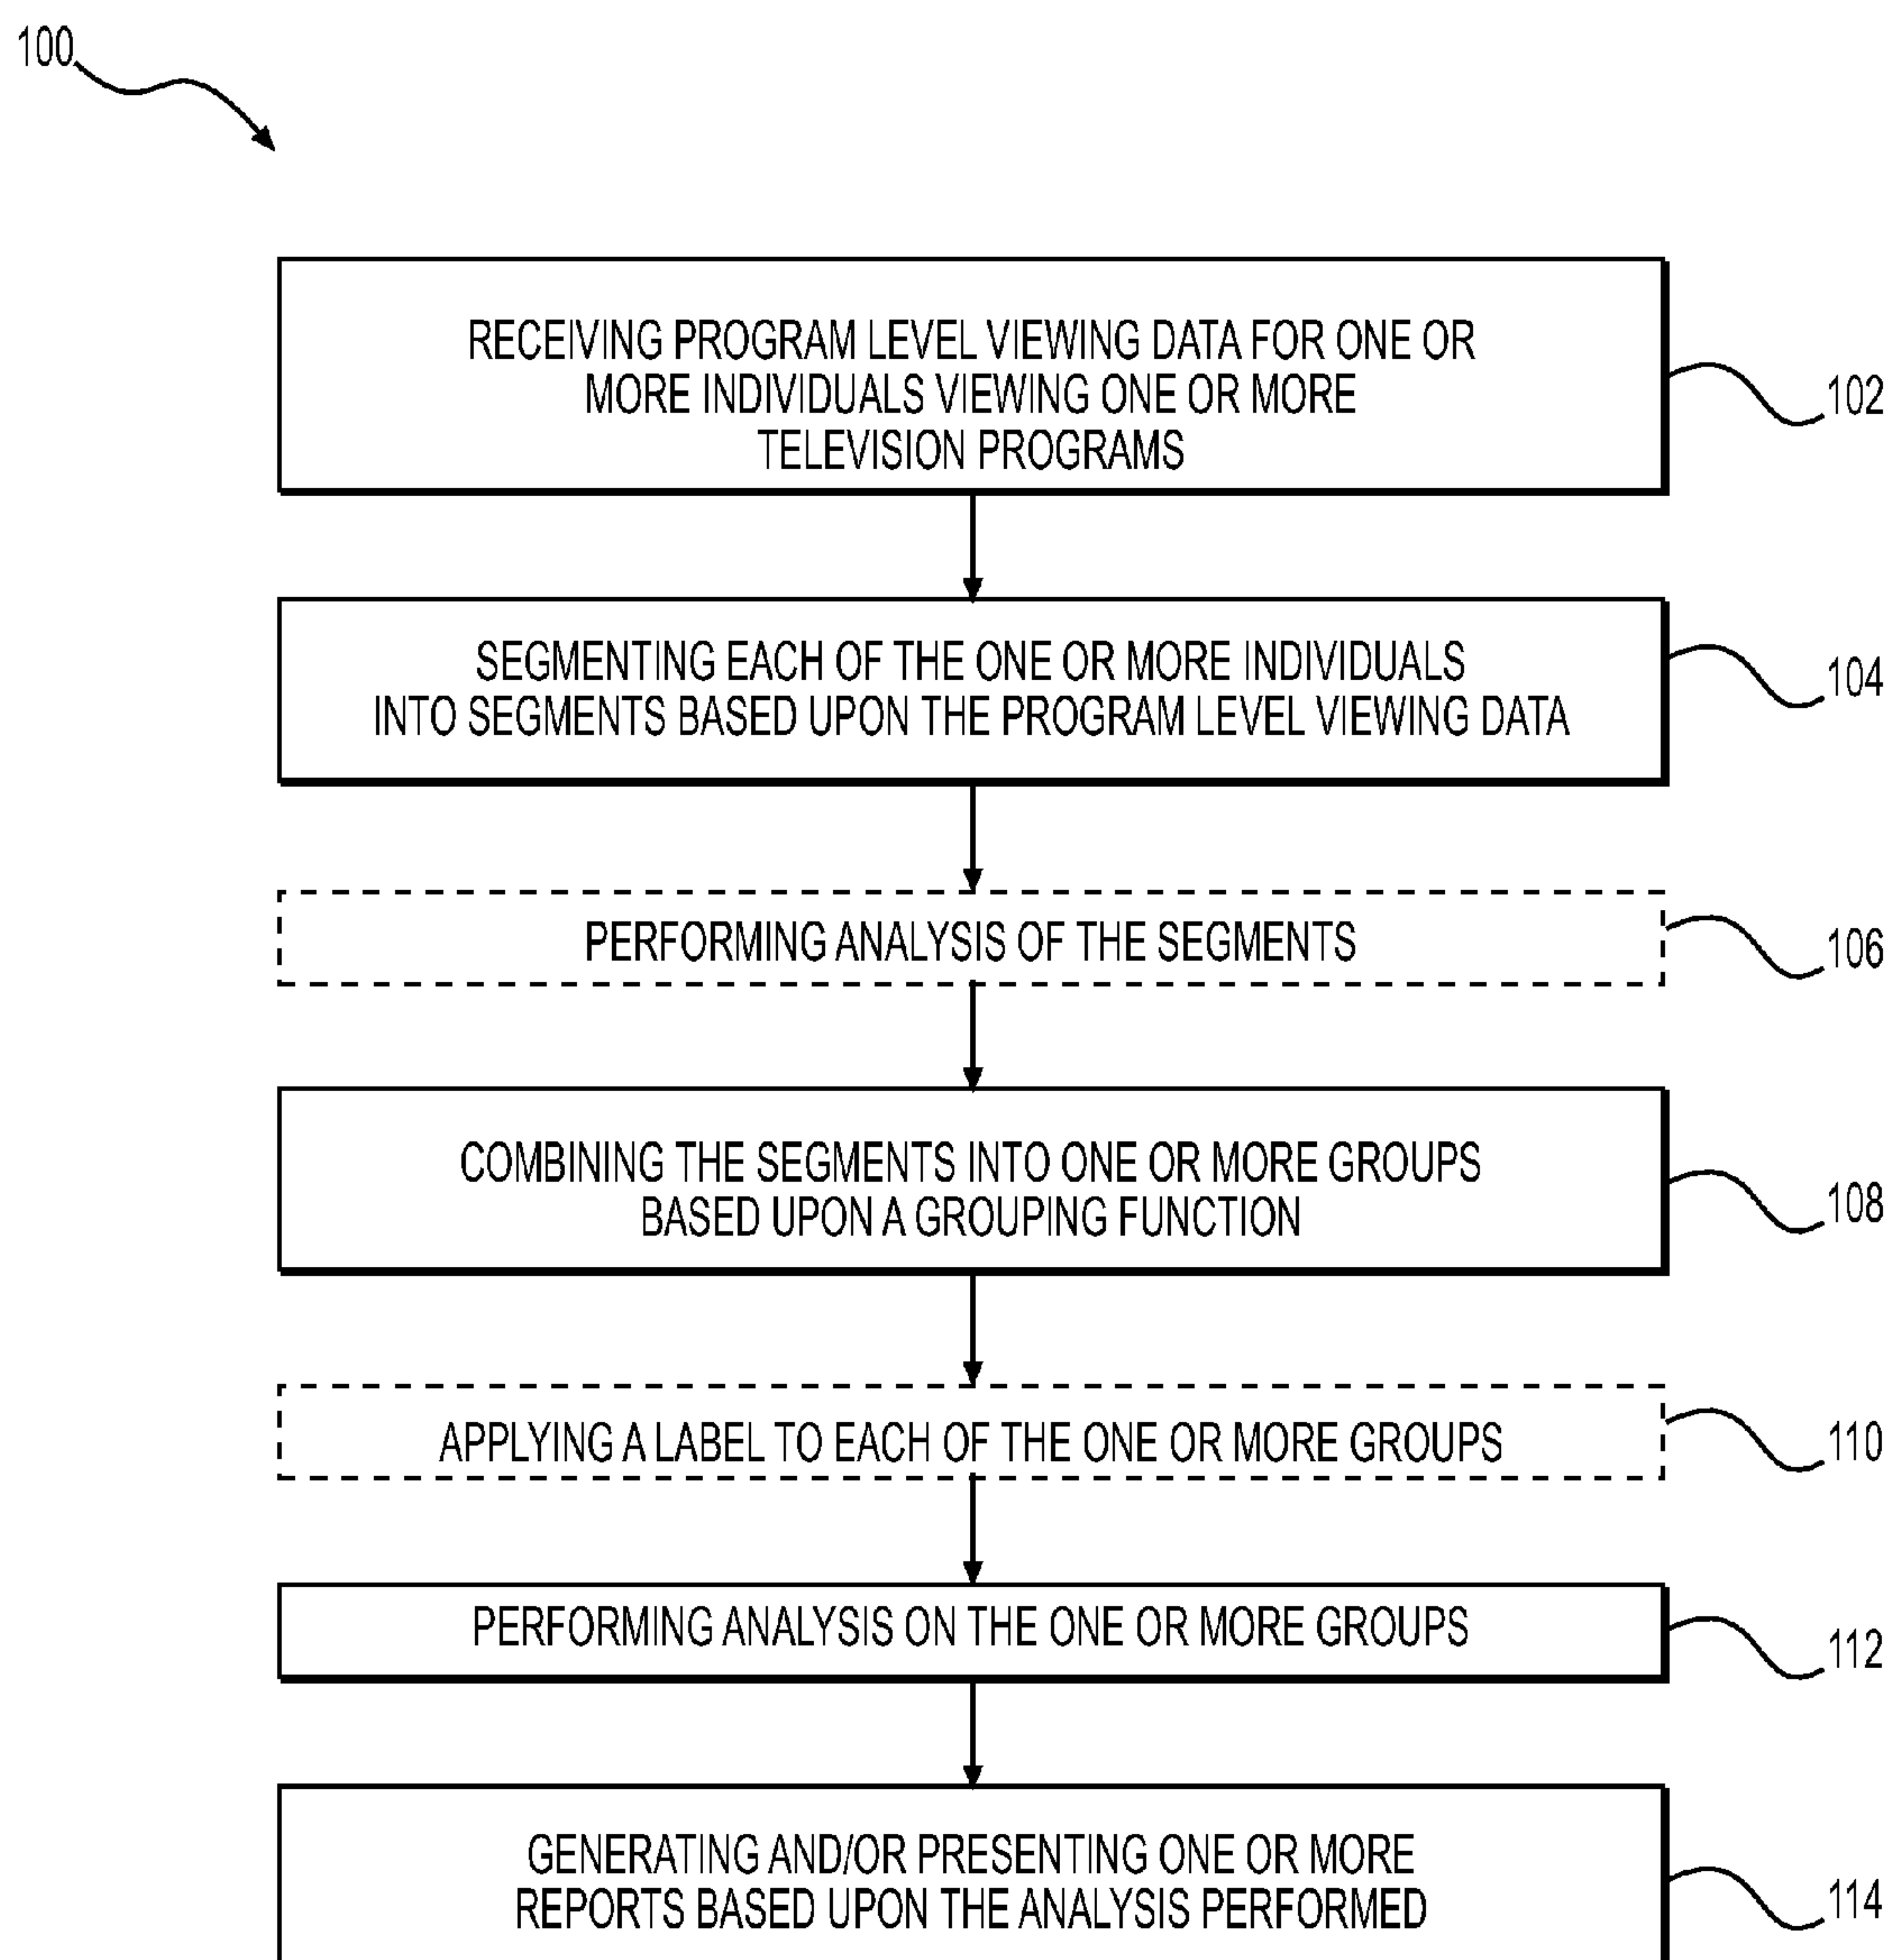 100
RECEIVING PROGRAM LEVEL VIEWING DATA FOR ONE OR
MORE INDIVIDUALS VIEWING ONE OR MORE
TELEVISION PROGRAMS
102
SEGMENTING EACH OF THE ONE OR MORE INDIVIDUALS
INTO SEGMENTS BASED UPON THE PROGRAM LEVEL VIEWING DATA
104
PERFORMING ANALYSIS OF THE SEGMENTS
106
COMBINING THE SEGMENTS INTO ONE OR MORE GROUPS
BASED UPON A GROUPING FUNCTION
108
APPLYING A LABEL TO EACH OF THE ONE OR MORE GROUPS
110
PERFORMING ANALYSIS ON THE ONE OR MORE GROUPS
112
GENERATING AND/OR PRESENTING ONE OR MORE
REPORTS BASED UPON THE ANALYSIS PERFORMED
114